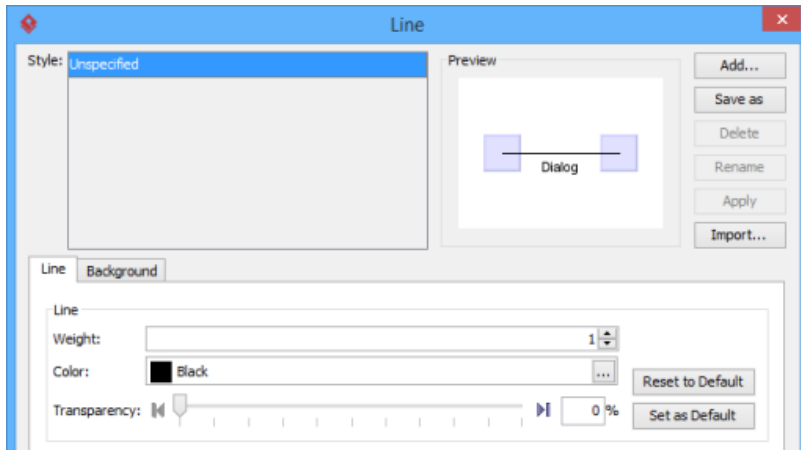 Line
Style: Unspecified
Preview
Dialog
Add...
Save as
Delete
Rename
Apply
Import...
Line Background
Line
Weight: 1
Color: Black ...
Reset to Default
Transparency: 0 %
Set as Default